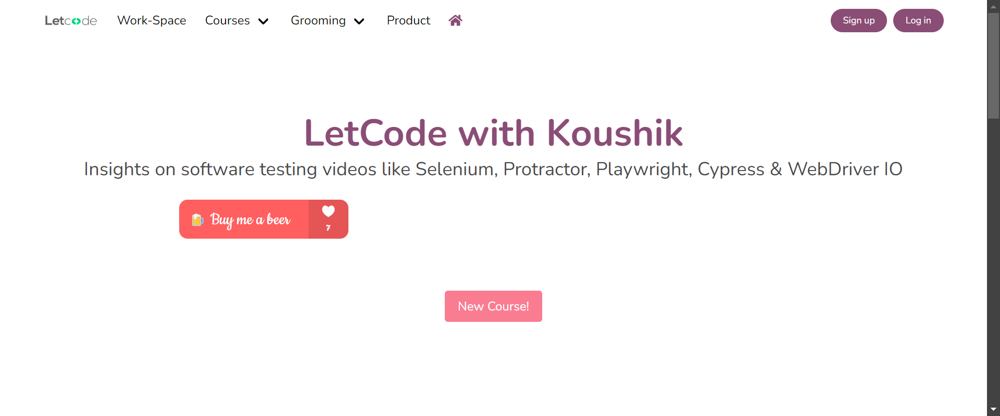 Letcode
Work-Space
Courses
Grooming
Product
Sign up
Log in
LetCode with Koushik
Insights on software testing videos like Selenium, Protractor, Playwright, Cypress & WebDriver IO
Buy me a beer
7
New Course!